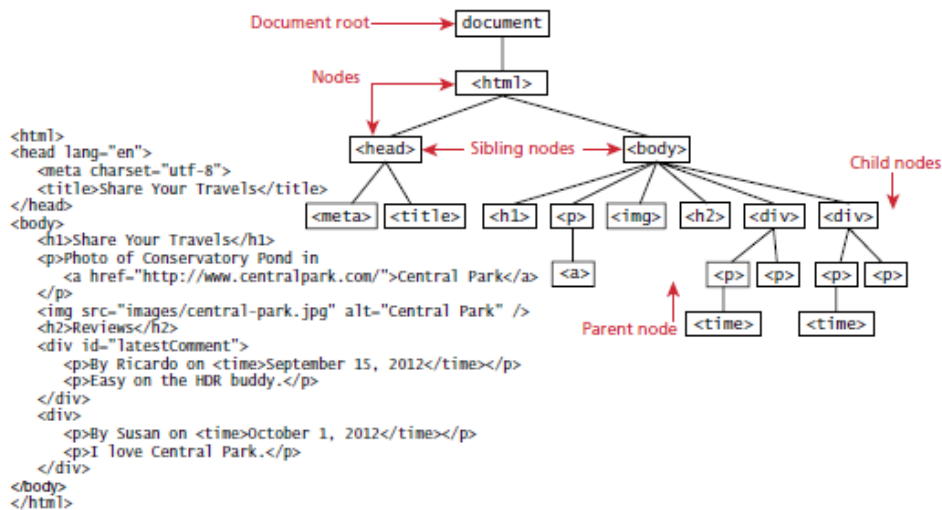 Document root
document
Nodes
<html>
<head>
Sibling nodes
<body>
Child nodes
<meta>
<title>
<h1>
<p>
<img>
<h2>
<div>
<div>
<a>
<p>
<p>
<p>
<p>
Parent node
<time>
<time>
<html>
<head lang="en">
<meta charset="utf-8">
<title>Share Your Travels</title>
</head>
<body>
<h1>Share Your Travels</h1>
<p>Photo of Conservatory Pond in
<a href="http://www.centralpark.com/">Central Park</a>
</p>
<img src="images/central-park.jpg" alt="Central Park" />
<h2>Reviews</h2>
<div id="latestComment">
<p>By Ricardo on <time>September 15, 2012</time></p>
<p>Easy on the HDR buddy.</p>
</div>
<div>
<p>By Susan on <time>October 1, 2012</time></p>
<p>I love Central Park.</p>
</div>
</body>
</html>